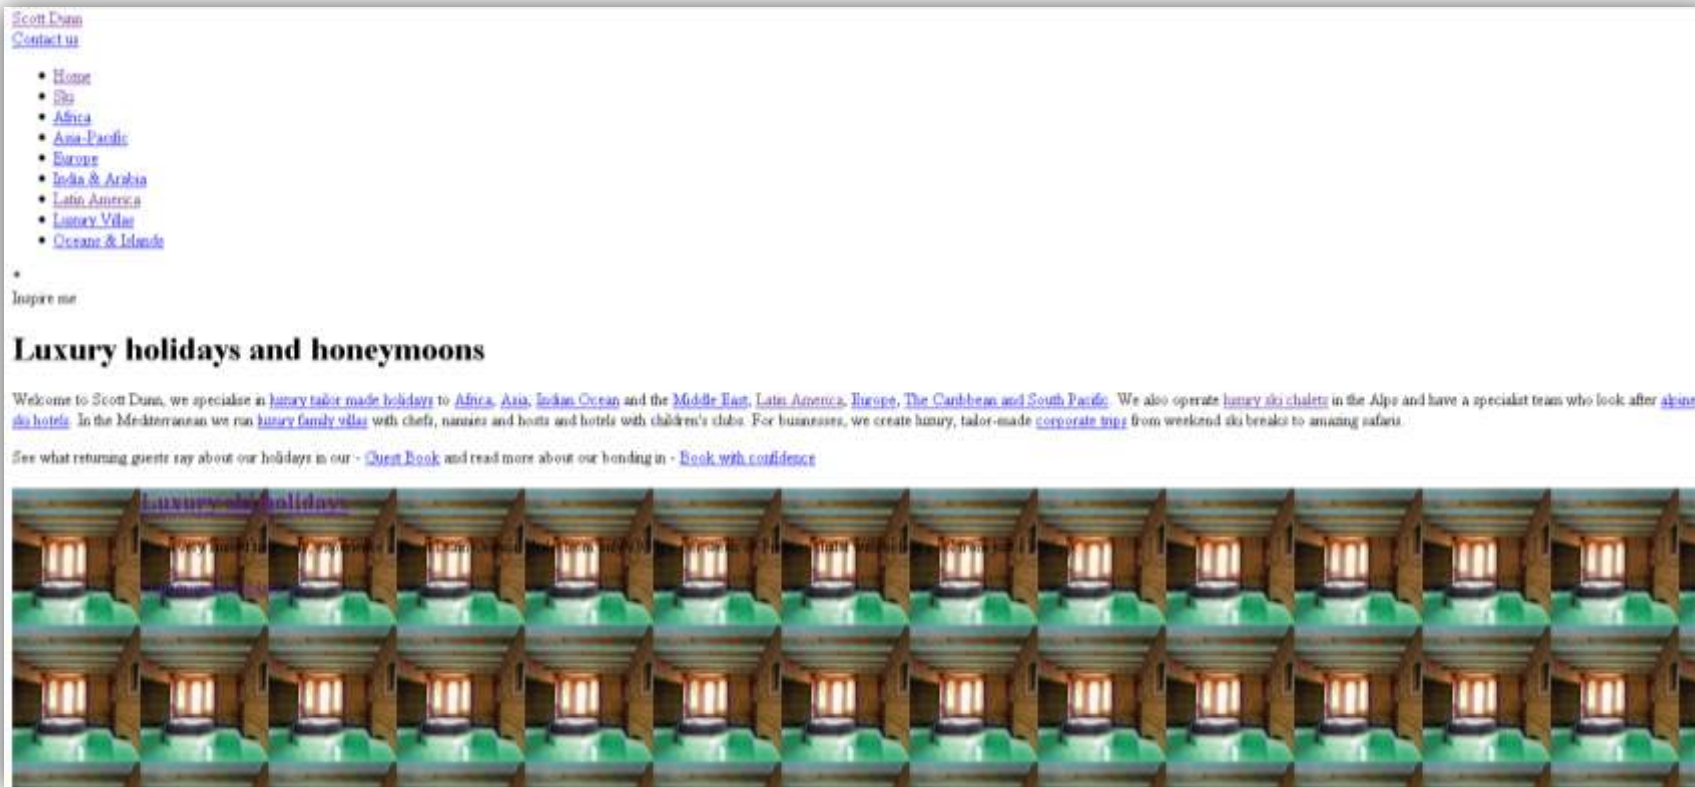 Scott Dunn
Contact us
• Home
• Ski
• Africa
• Asia-Pacific
• Europe
• India & Arabia
• Latin America
• Luxury Villas
• Oceans & Islands
*
Inspire me
Luxury holidays and honeymoons
Welcome to Scott Dunn, we specialise in luxury tailor made holidays to Africa, Asia, Indian Ocean and the Middle East, Latin America, Europe, The Caribbean and South Pacific. We also operate luxury ski chalets in the Alps and have a specialist team who look after alpine
ski hotels. In the Mediterranean we run luxury family villas with chefs, nannies and hosts and hotels with children's clubs. For businesses, we create luxury, tailor-made corporate trips from weekend ski breaks to amazing safaris.
See what returning guests say about our holidays in our - Guest Book and read more about our bonding in - Book with confidence
Luxury ski holidays